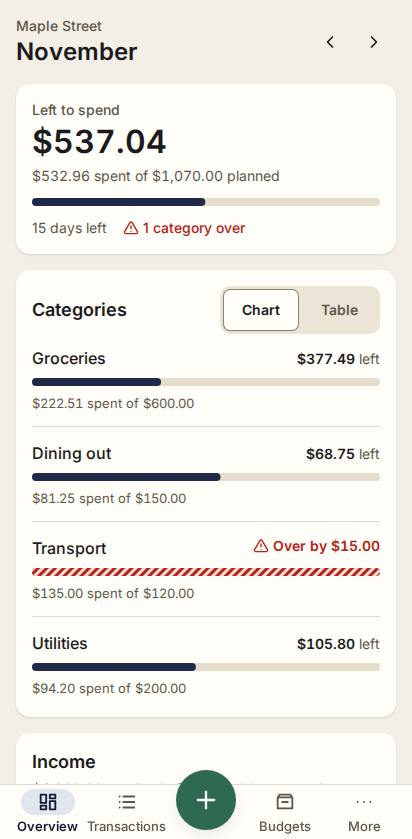 Maple Street
November
Left to spend
$537.04
$532.96 spent of $1,070.00 planned
15 days left 1 category over
Categories Chart Table
Groceries $377.49 left
$222.51 spent of $600.00
Dining out $68.75 left
$81.25 spent of $150.00
Transport Over by $15.00
$135.00 spent of $120.00
Utilities $105.80 left
$94.20 spent of $200.00
Income
Overview Transactions Budgets More